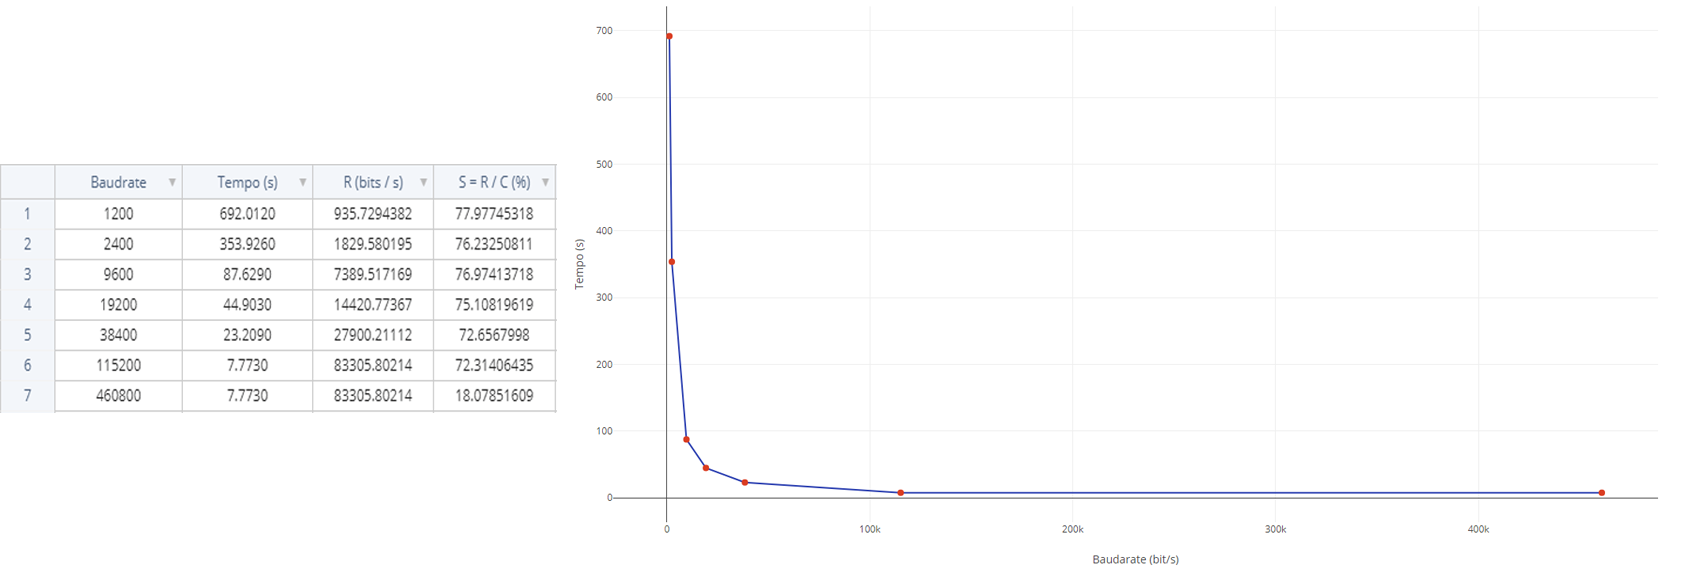 Baudrate Tempo (s) R (bits / s) S = R / C (%)
1 1200 692.0120 935.7294382 77.97745318
2 2400 353.9260 1829.580195 76.23250811
3 9600 87.6290 7389.517169 76.97413718
4 19200 44.9030 14420.77367 75.10819619
5 38400 23.2090 27900.21112 72.6567998
6 115200 7.7730 83305.80214 72.31406435
7 460800 7.7730 83305.80214 18.07851609
700
600
500
400
300
200
100
0
Tempo (s)
0 100k 200k 300k 400k
Baudarate (bit/s)